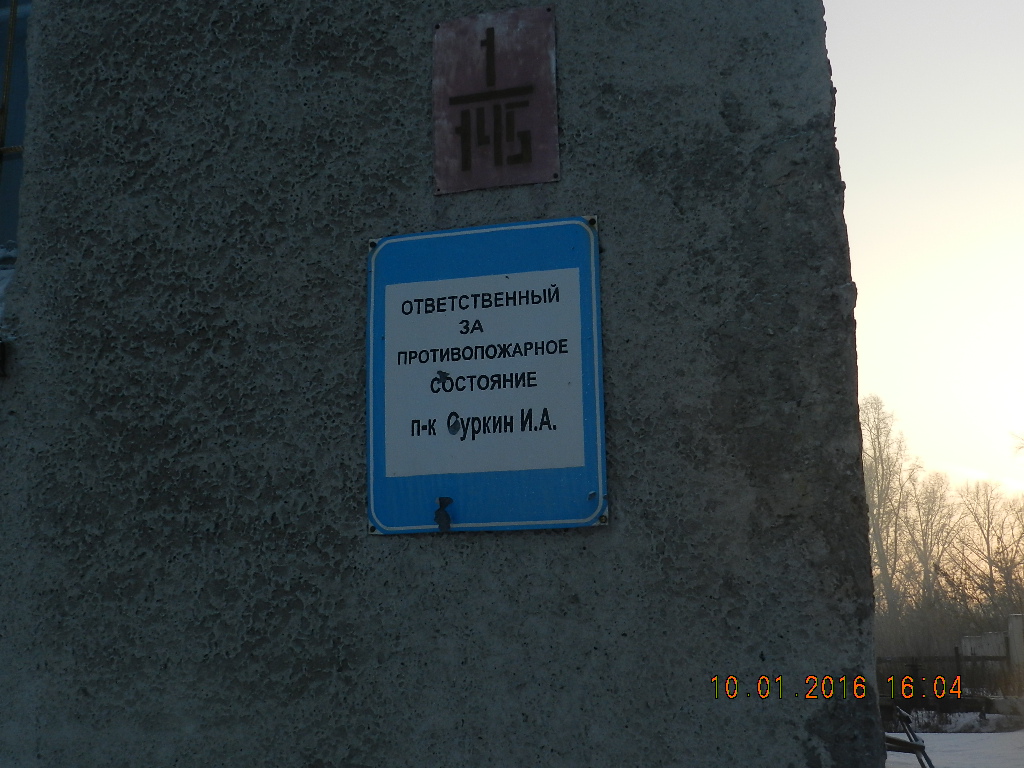 1
145
ОТВЕТСТВЕННЫЙ
ЗА
ПРОТИВОПОЖАРНОЕ
СОСТОЯНИЕ
п-к Суркин И.А.
10.01.2016 16:04